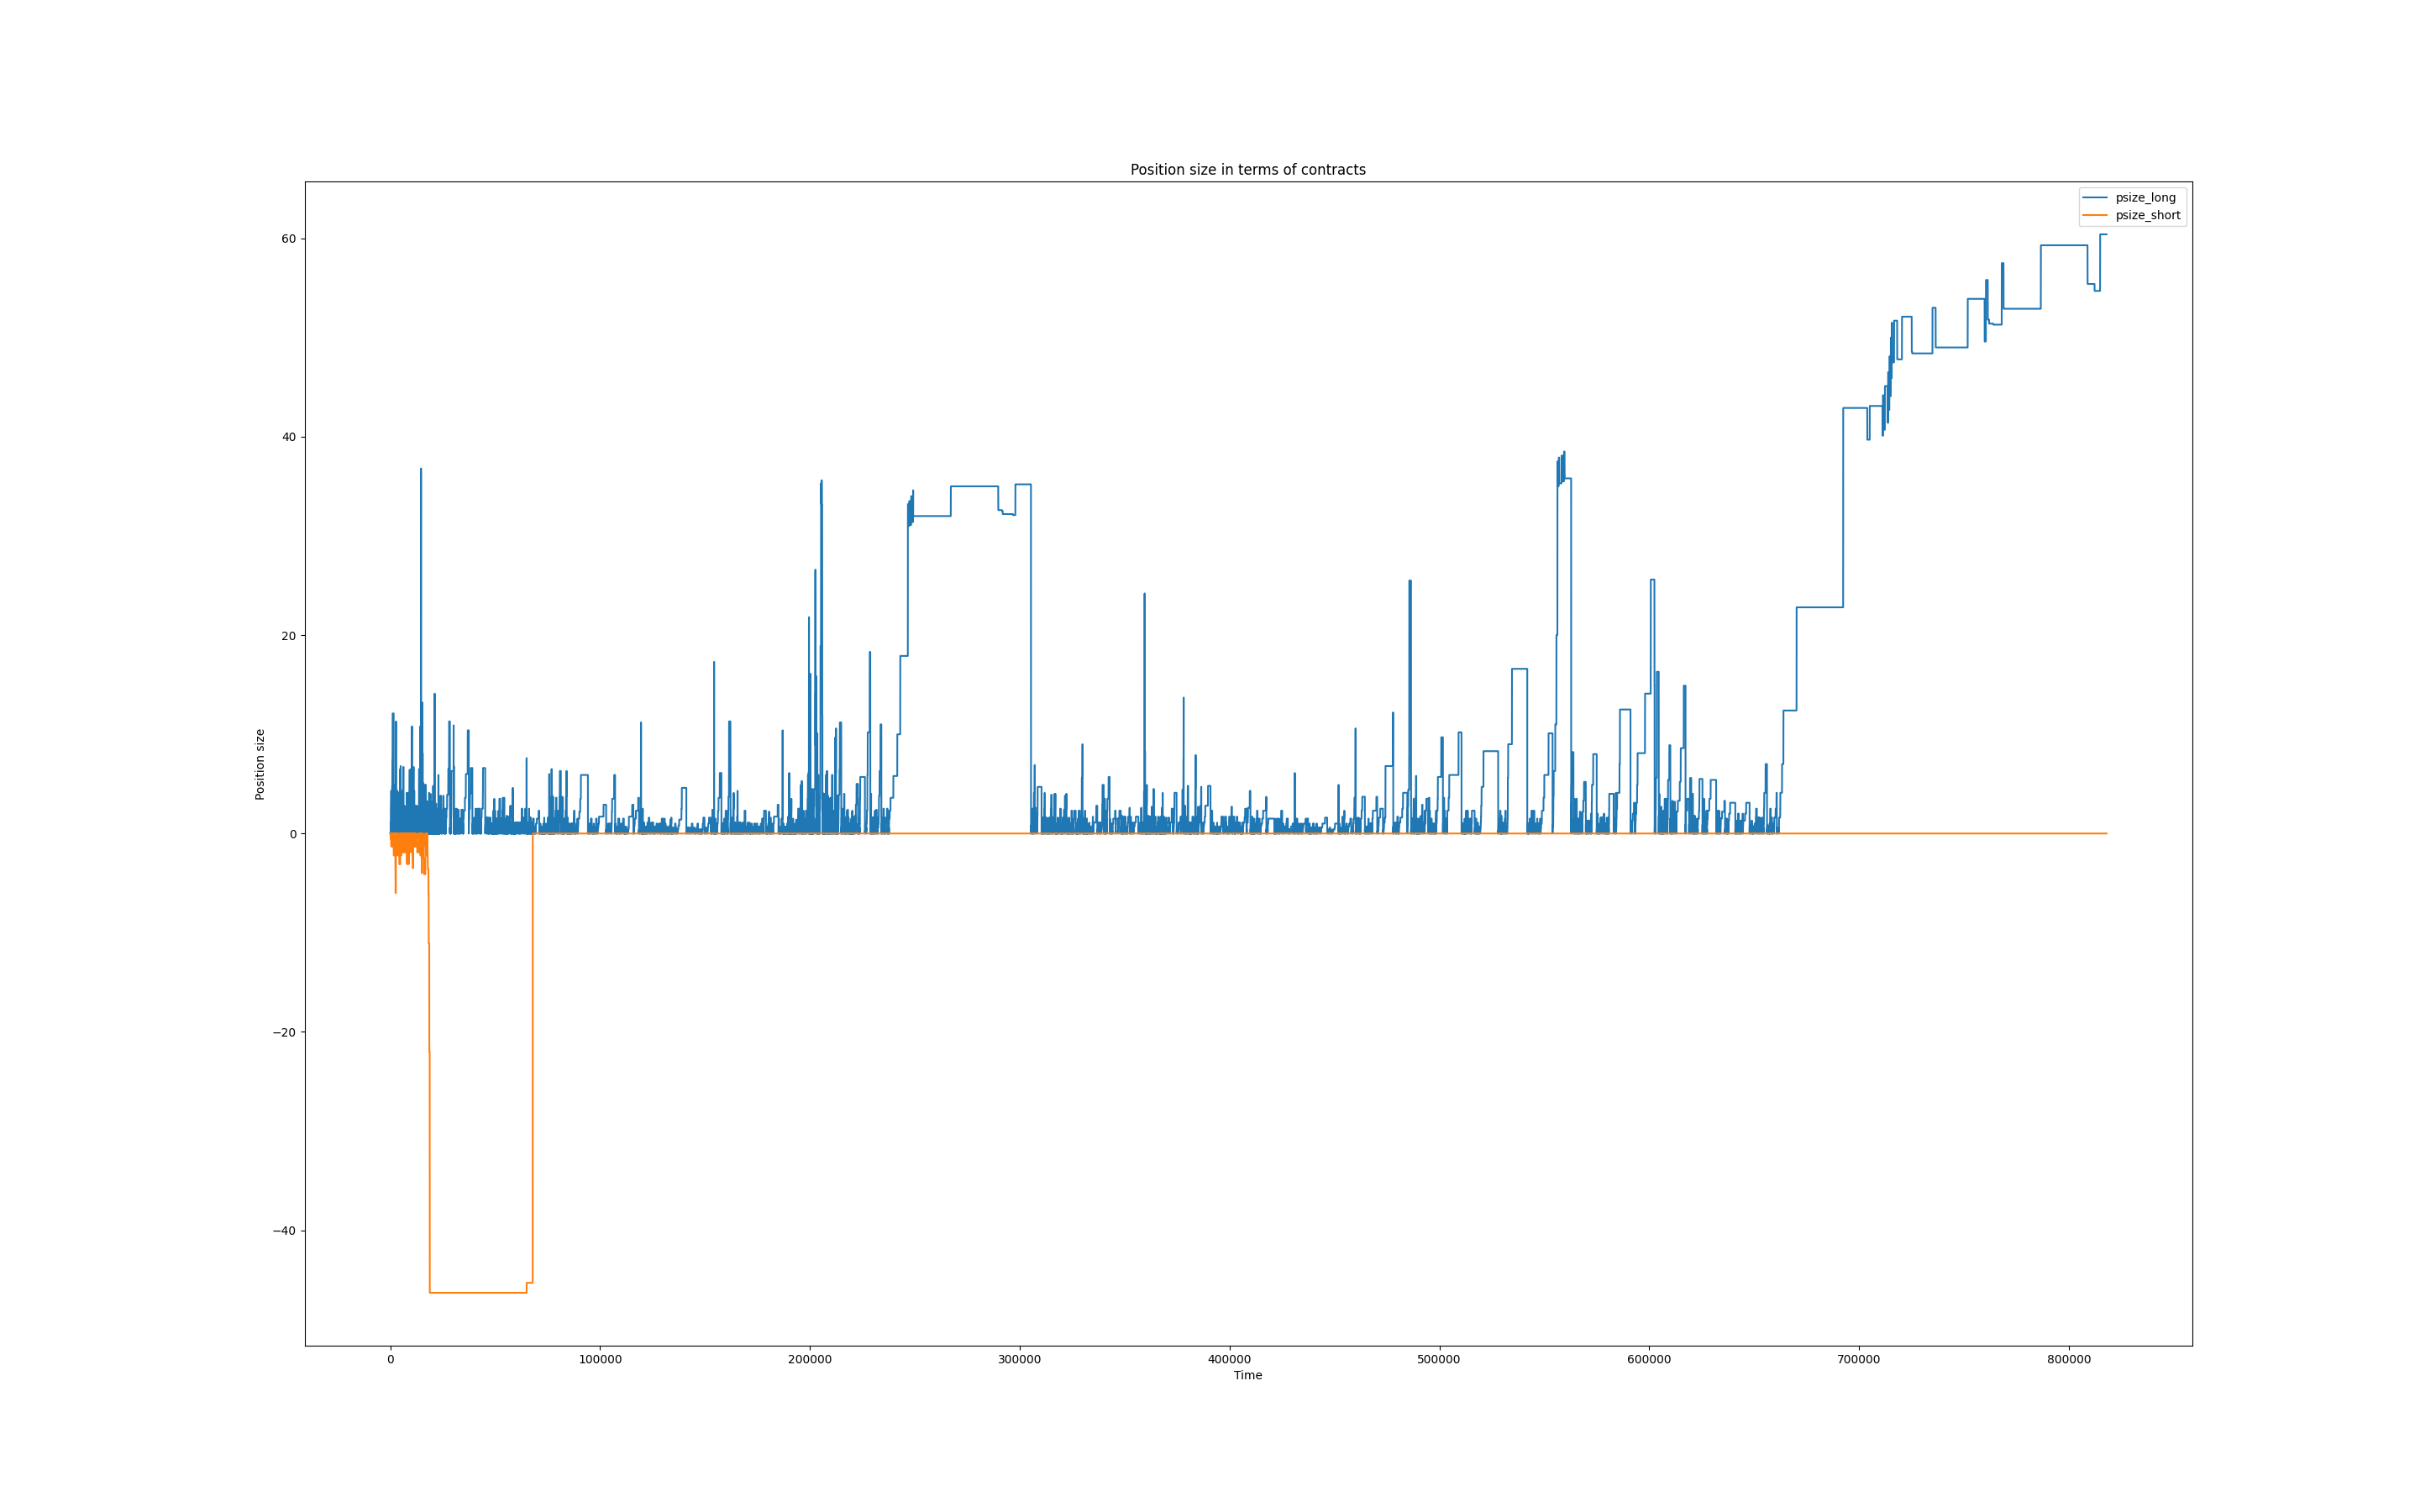 Position size in terms of contracts
psize_long
psize_short
60
40
20
0
−20
−40
Position size
0 100000 200000 300000 400000 500000 600000 700000 800000
Time